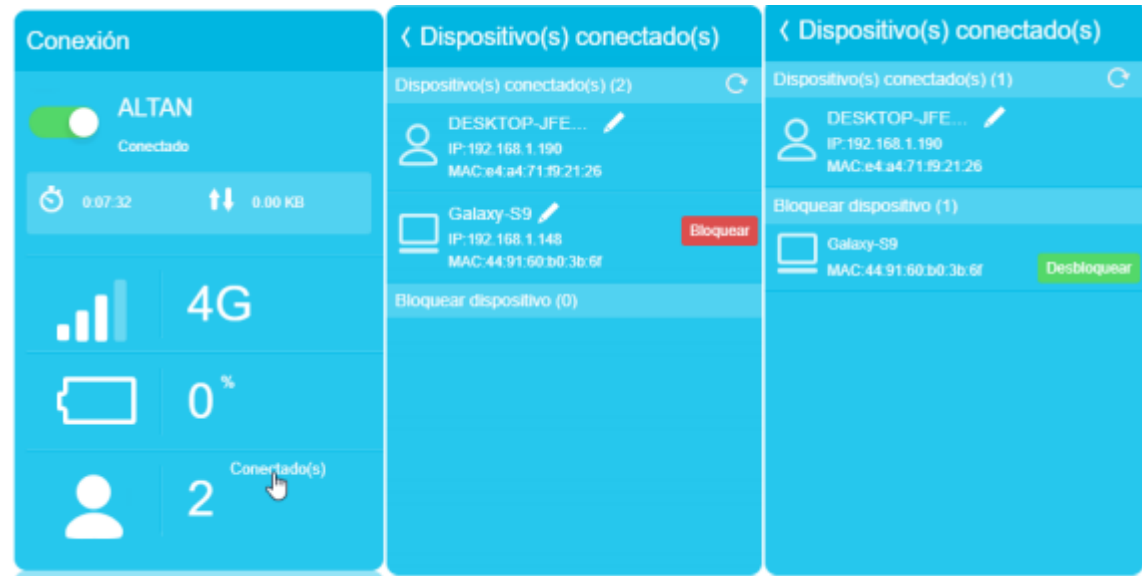 Conexión
ALTAN
Conectado
0:07:32
0.00 KB
4G
0 %
Conectado(s)
2
Dispositivo(s) conectado(s)
Dispositivo(s) conectado(s) (2)
DESKTOP-JFE...
IP:192.168.1.190
MAC:e4:a4:71:f9:21:26
Galaxy-S9
IP:192.168.1.148
MAC:44:91:60:b0:3b:6f
Bloquear
Bloquear dispositivo (0)
Dispositivo(s) conectado(s)
Dispositivo(s) conectado(s) (1)
DESKTOP-JFE...
IP:192.168.1.190
MAC:e4:a4:71:f9:21:26
Bloquear dispositivo (1)
Galaxy-S9
MAC:44:91:60:b0:3b:6f
Desbloquear